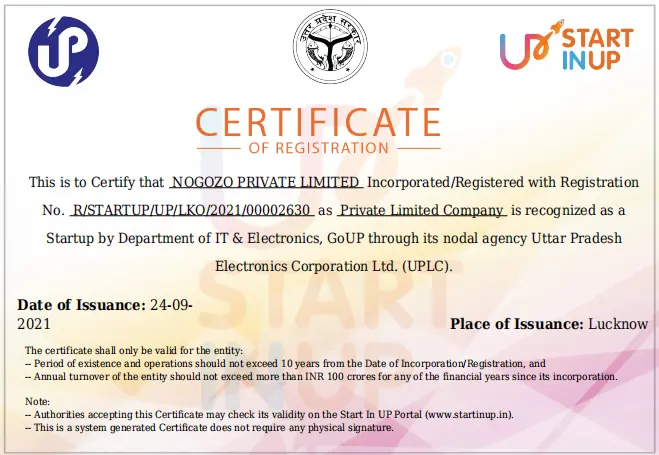 UP
उत्तर प्रदेश सरकार
UP START
IN UP
CERTIFICATE
OF REGISTRATION
This is to Certify that NOGOZO PRIVATE LIMITED Incorporated/Registered with Registration
No. R/STARTUP/UP/LKO/2021/00002630 as Private Limited Company is recognized as a
Startup by Department of IT & Electronics, GoUP through its nodal agency Uttar Pradesh
Electronics Corporation Ltd. (UPLC).
Date of Issuance: 24-09-
2021
Place of Issuance: Lucknow
The certificate shall only be valid for the entity:
-- Period of existence and operations should not exceed 10 years from the Date of Incorporation/Registration, and
-- Annual turnover of the entity should not exceed more than INR 100 crores for any of the financial years since its incorporation.
Note:
-- Authorities accepting this Certificate may check its validity on the Start In UP Portal (www.startinup.in).
-- This is a system generated Certificate does not require any physical signature.
UP
START
IN UP